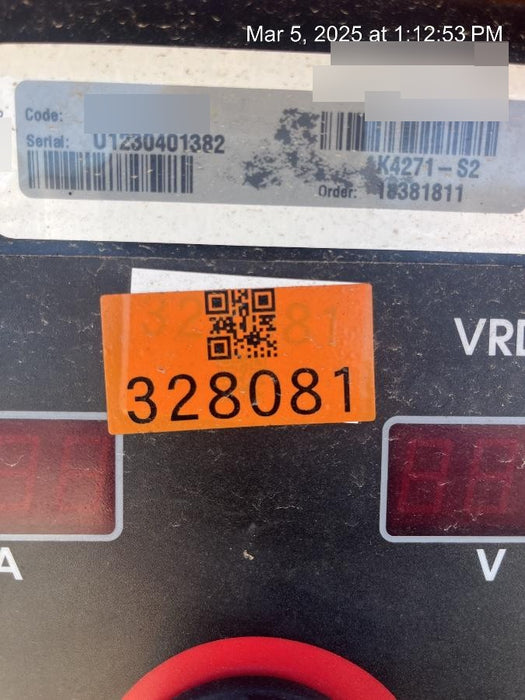 Mar 5, 2025 at 1:12:53 PM
Code:
Serial: U1230401382
K4271-S2
Order: 18381811
328081
VRD
A
V